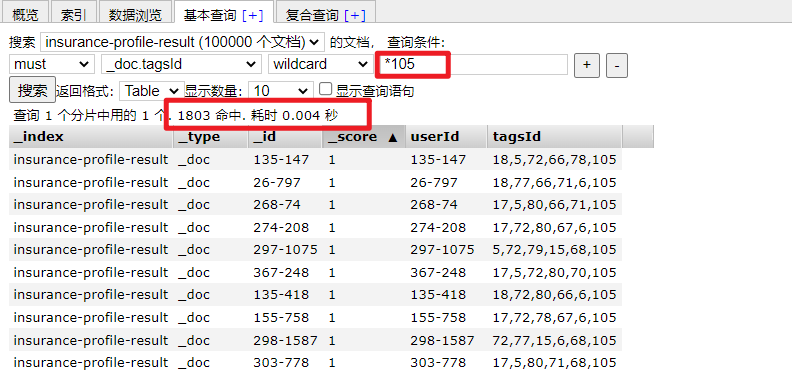 概览 索引 数据浏览 基本查询 [+] 复合查询 [+]
搜索 insurance-profile-result (100000 个文档) 的文档， 查询条件：
must _doc.tagsId wildcard *105 + -
搜索 返回格式： Table 显示数量： 10 显示查询语句
查询 1 个分片中用的 1 个. 1803 命中. 耗时 0.004 秒
_index _type _id _score ▲ userId tagsId
insurance-profile-result _doc 135-147 1 135-147 18,5,72,66,78,105
insurance-profile-result _doc 26-797 1 26-797 18,77,66,71,6,105
insurance-profile-result _doc 268-74 1 268-74 17,5,80,66,71,105
insurance-profile-result _doc 274-208 1 274-208 17,72,80,67,6,105
insurance-profile-result _doc 297-1075 1 297-1075 5,72,79,15,68,105
insurance-profile-result _doc 367-248 1 367-248 17,5,72,80,70,105
insurance-profile-result _doc 135-418 1 135-418 18,72,80,66,6,105
insurance-profile-result _doc 155-758 1 155-758 17,72,78,67,6,105
insurance-profile-result _doc 298-1587 1 298-1587 72,77,15,6,68,105
insurance-profile-result _doc 303-778 1 303-778 17,5,80,71,68,105